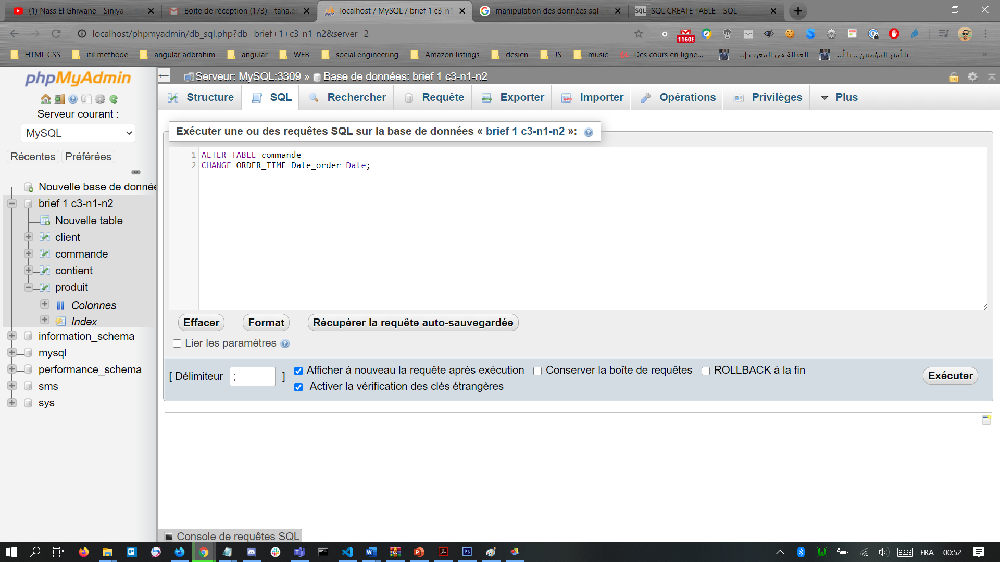 (1) Nass El Ghiwane - Siniya
Boîte de réception (173) - taha.es
localhost / MySQL / brief 1 c3-n1
manipulation des données sql -
SQL CREATE TABLE - SQL
localhost/phpmyadmin/db_sql.php?db=brief+1+c3-n1-n2&server=2
11608
HTML CSS
itil methode
angular adbrahim
angular
WEB
social engineering
Amazon listings
desien
JS
music
Des cours en ligne...
العدالة في المغرب |...
يا أمير المؤمنين .. يا أ...
phpMyAdmin
Serveur courant :
MySQL
Récentes
Préférées
Nouvelle base de donnée
brief 1 c3-n1-n2
Nouvelle table
client
commande
contient
produit
Colonnes
Index
information_schema
mysql
performance_schema
sms
sys
Serveur: MySQL:3309 » Base de données: brief 1 c3-n1-n2
Structure
SQL
Rechercher
Requête
Exporter
Importer
Opérations
Privilèges
Plus
Exécuter une ou des requêtes SQL sur la base de données « brief 1 c3-n1-n2 »:
1 ALTER TABLE commande
2 CHANGE ORDER_TIME Date_order Date;
Effacer
Format
Récupérer la requête auto-sauvegardée
Lier les paramètres
[ Délimiteur ; ]
Afficher à nouveau la requête après exécution
Conserver la boîte de requêtes
ROLLBACK à la fin
Activer la vérification des clés étrangères
Exécuter
Console de requêtes SQL
FRA
00:52